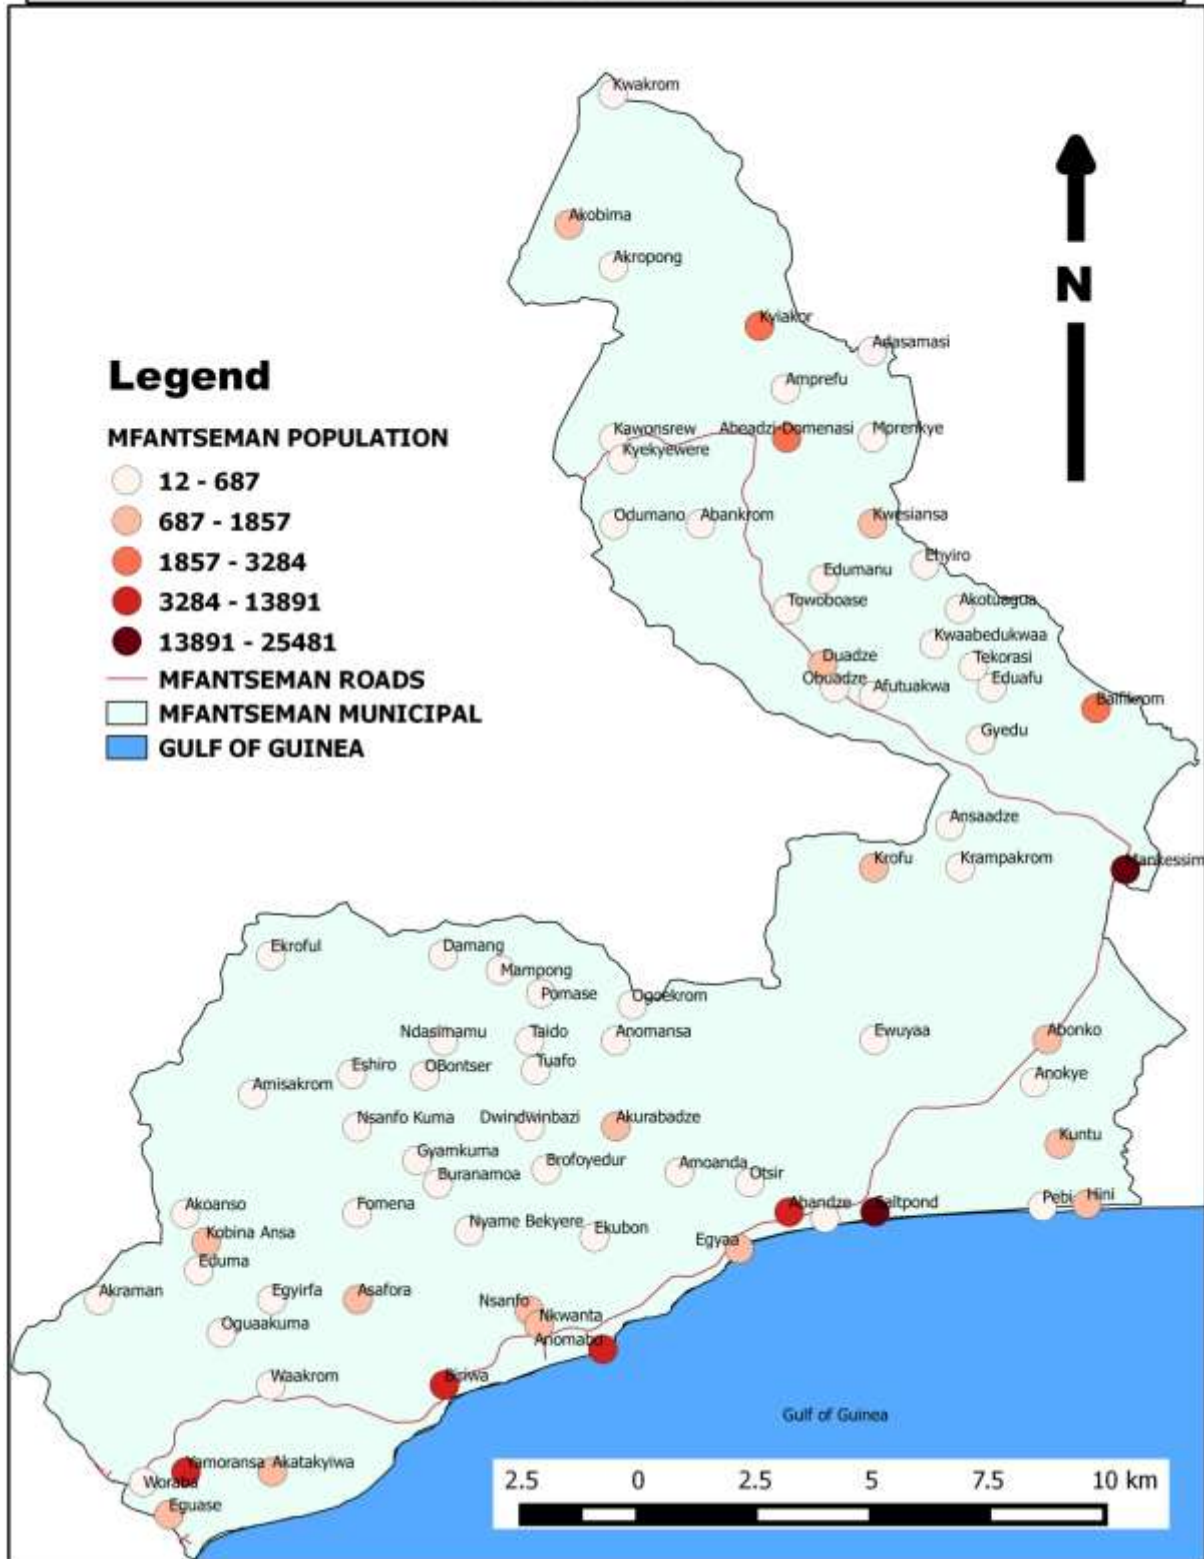 Kwakrom
Akobima
Akropong
N
Kyiakor
Adasamasi
Legend
Amprefu
MFANTSEMAN POPULATION
12 - 687
687 - 1857
1857 - 3284
3284 - 13891
13891 - 25481
MFANTSEMAN ROADS
MFANTSEMAN MUNICIPAL
GULF OF GUINEA
Kawonsrew
Abeadzi-Domenasi
Morenkye
Kyekyewere
Odumano
Abankrom
Kwesiansa
Ehyiro
Edumanu
Towoboase
Akotuagua
Kwaabedukwaa
Duadze
Tekorasi
Obuadze
Afutuakwa
Eduafu
Baifikrom
Gyedu
Ansaadze
Krofu
Krampakrom
Mankessim
Ekroful
Damang
Mampong
Pomase
Ogoekrom
Ndasimamu
Taido
Anomansa
Ewuyaa
Abonko
Eshiro
OBontser
Tuafo
Amisakrom
Anokye
Nsanfo Kuma
Dwindwinbazi
Akurabadze
Kuntu
Gyamkuma
Buranamoa
Brofoyedur
Amoanda
Otsir
Akoanso
Fomena
Abandze
Saltpond
Pebi
Hini
Kobina Ansa
Nyame Bekyere
Ekubon
Egyaa
Eduma
Akraman
Egyirfa
Asafora
Nsanfo
Nkwanta
Oguaakuma
Anomabu
Waakrom
Biriwa
Gulf of Guinea
Yamoransa
Akatakyiwa
Woraba
Eguase
2.5 0 2.5 5 7.5 10 km